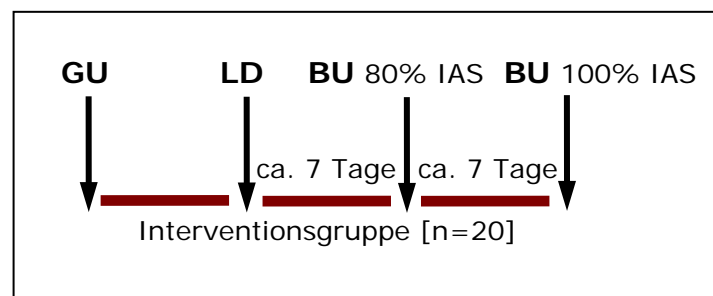 GU LD BU 80% IAS BU 100% IAS
ca. 7 Tage ca. 7 Tage
Interventionsgruppe [n=20]